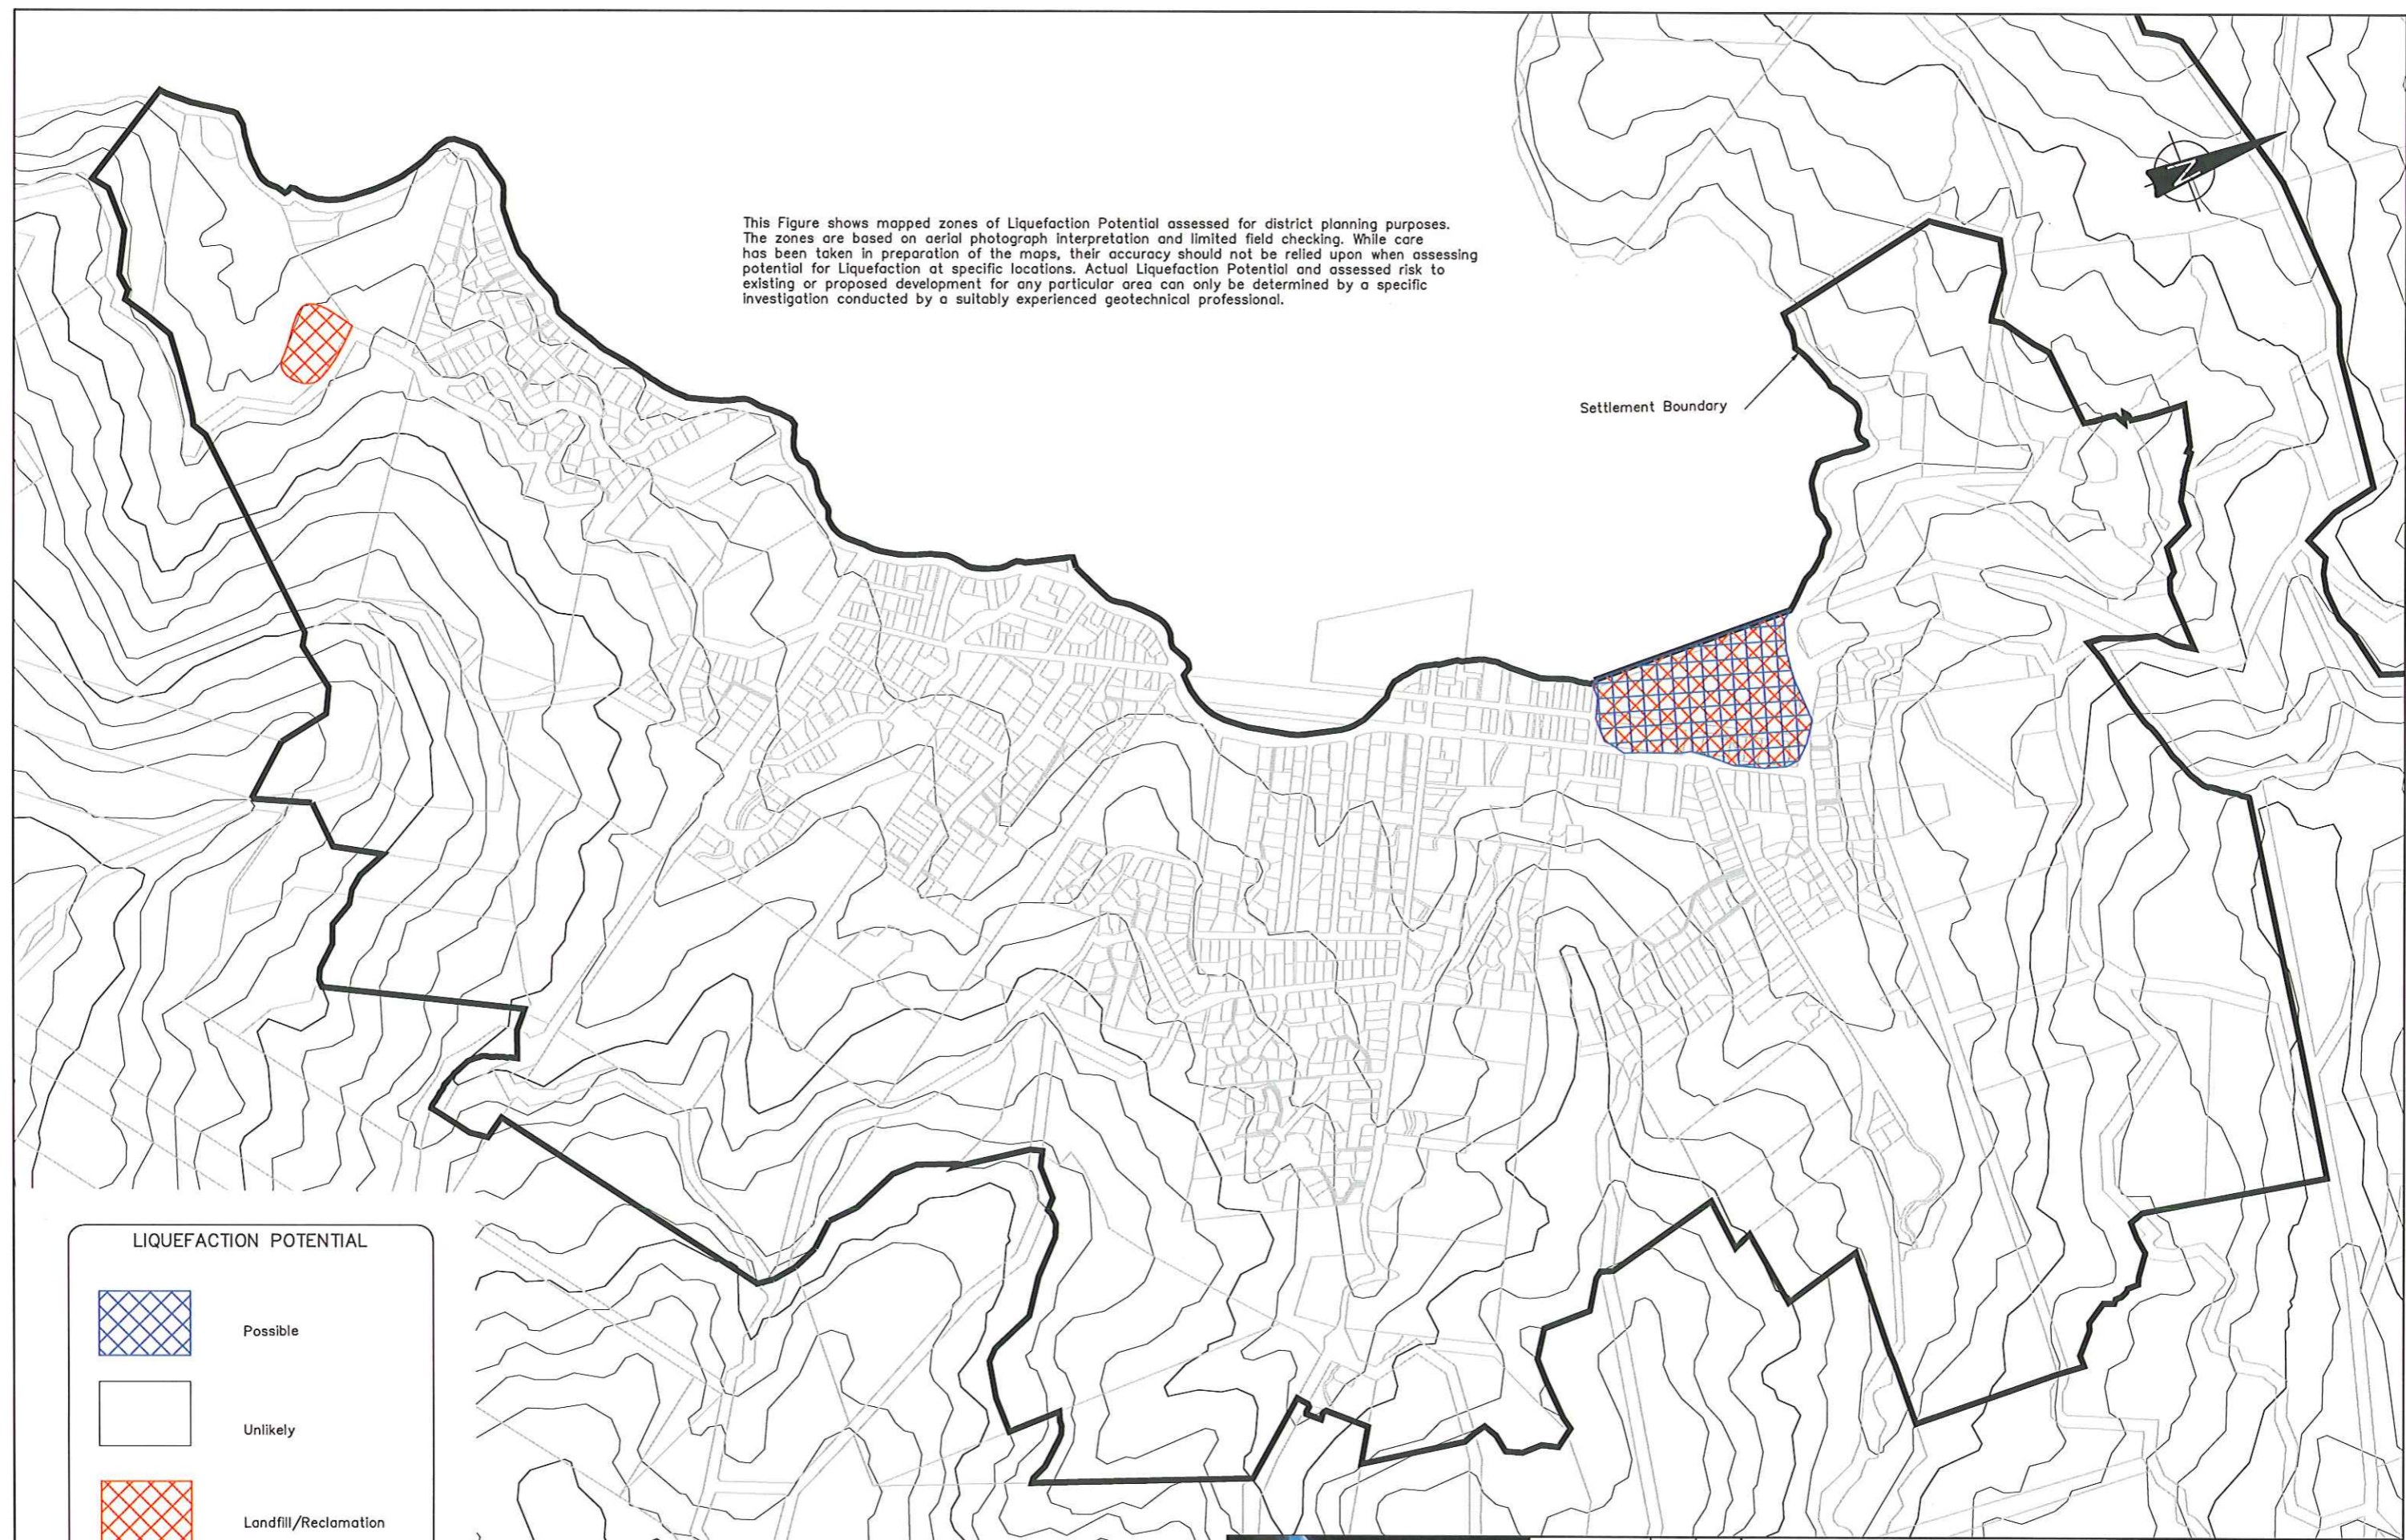 This Figure shows mapped zones of Liquefaction Potential assessed for district planning purposes.
The zones are based on aerial photograph interpretation and limited field checking. While care
has been taken in preparation of the maps, their accuracy should not be relied upon when assessing
potential for Liquefaction at specific locations. Actual Liquefaction Potential and assessed risk to
existing or proposed development for any particular area can only be determined by a specific
investigation conducted by a suitably experienced geotechnical professional.
N
Settlement Boundary
LIQUEFACTION POTENTIAL
Possible
Unlikely
Landfill/Reclamation